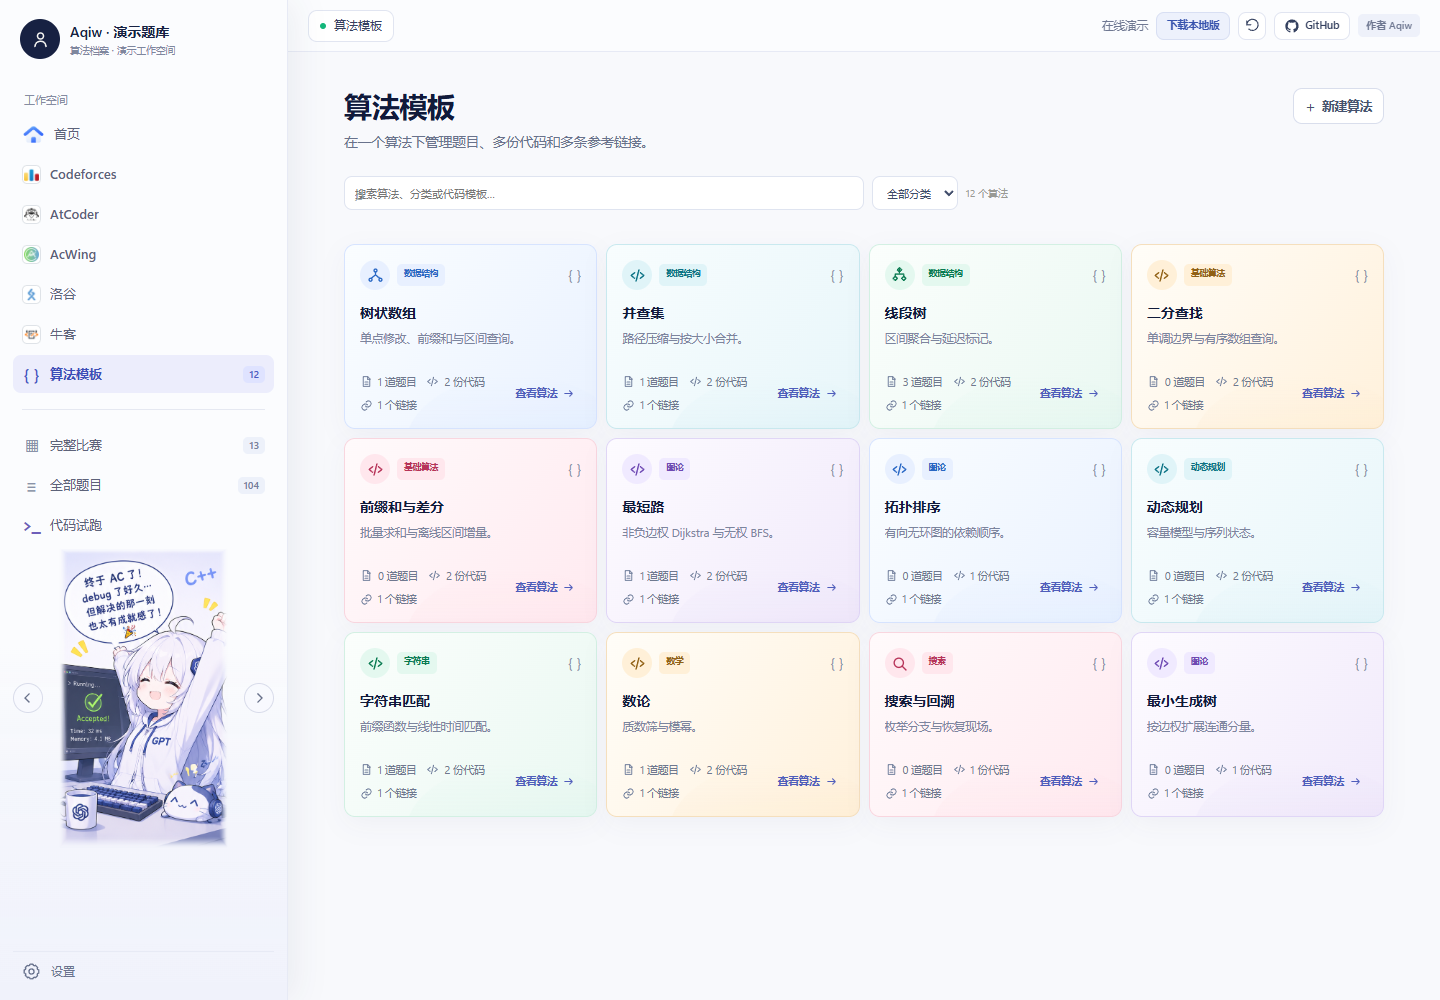 Aqiw · 演示题库
算法档案 · 演示工作空间
工作空间
首页
Codeforces
AtCoder
AcWing
洛谷
牛客
{ } 算法模板 12
完整比赛 13
全部题目 104
>_ 代码试跑
终于 AC 了!
debug 了好久...
但解决的那一刻
也太有成就感了!
C++
> Running...
Accepted!
Time: 32 ms
Memory: 4.1 MB
GPT
设置
算法模板
在线演示 下载本地版 GitHub 作者 Aqiw
算法模板
+ 新建算法
在一个算法下管理题目、多份代码和多条参考链接。
搜索算法、分类或代码模板...
全部分类 12 个算法
数据结构 { }
树状数组
单点修改、前缀和与区间查询。
1 道题目 </> 2 份代码
1 个链接
查看算法 →
</> 数据结构 { }
并查集
路径压缩与按大小合并。
1 道题目 </> 2 份代码
1 个链接
查看算法 →
数据结构 { }
线段树
区间聚合与延迟标记。
3 道题目 </> 2 份代码
1 个链接
查看算法 →
</> 基础算法 { }
二分查找
单调边界与有序数组查询。
0 道题目 </> 2 份代码
1 个链接
查看算法 →
</> 基础算法 { }
前缀和与差分
批量求和与离线区间增量。
0 道题目 </> 2 份代码
1 个链接
查看算法 →
</> 图论 { }
最短路
非负边权 Dijkstra 与无权 BFS。
1 道题目 </> 2 份代码
1 个链接
查看算法 →
</> 图论 { }
拓扑排序
有向无环图的依赖顺序。
0 道题目 </> 1 份代码
1 个链接
查看算法 →
</> 动态规划 { }
动态规划
容量模型与序列状态。
0 道题目 </> 2 份代码
1 个链接
查看算法 →
</> 字符串 { }
字符串匹配
前缀函数与线性时间匹配。
1 道题目 </> 2 份代码
1 个链接
查看算法 →
</> 数学 { }
数论
质数筛与模幂。
1 道题目 </> 2 份代码
1 个链接
查看算法 →
搜索 { }
搜索与回溯
枚举分支与恢复现场。
0 道题目 </> 1 份代码
1 个链接
查看算法 →
</> 图论 { }
最小生成树
按边权扩展连通分量。
0 道题目 </> 1 份代码
1 个链接
查看算法 →